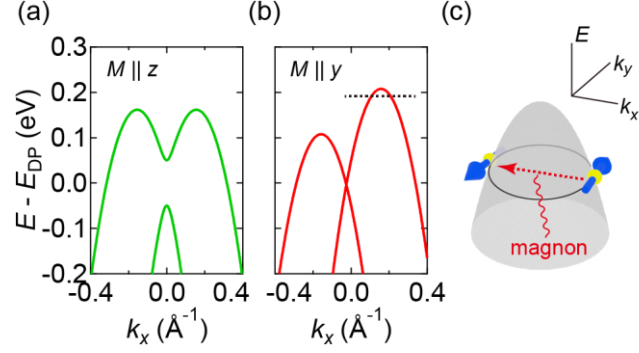 (a)
(b)
(c)
E - E_DP (eV)
0.3
0.2
0.1
0.0
-0.1
-0.2
M || z
M || y
-0.4
0.0
0.4
-0.4
0.0
0.4
k_x (Å⁻¹)
k_x (Å⁻¹)
E
k_y
k_x
magnon